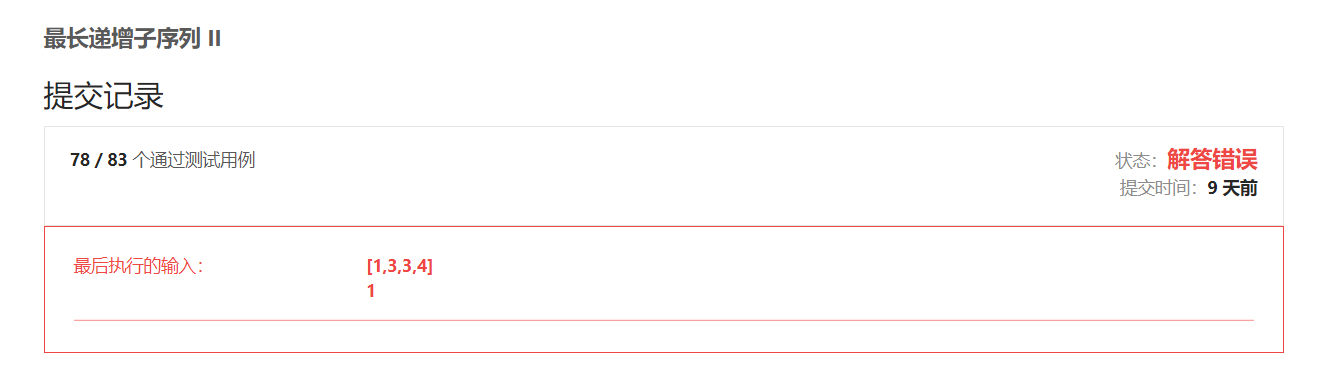 最长递增子序列 II
提交记录
78 / 83 个通过测试用例
状态：解答错误
提交时间：9 天前
最后执行的输入：
[1,3,3,4]
1